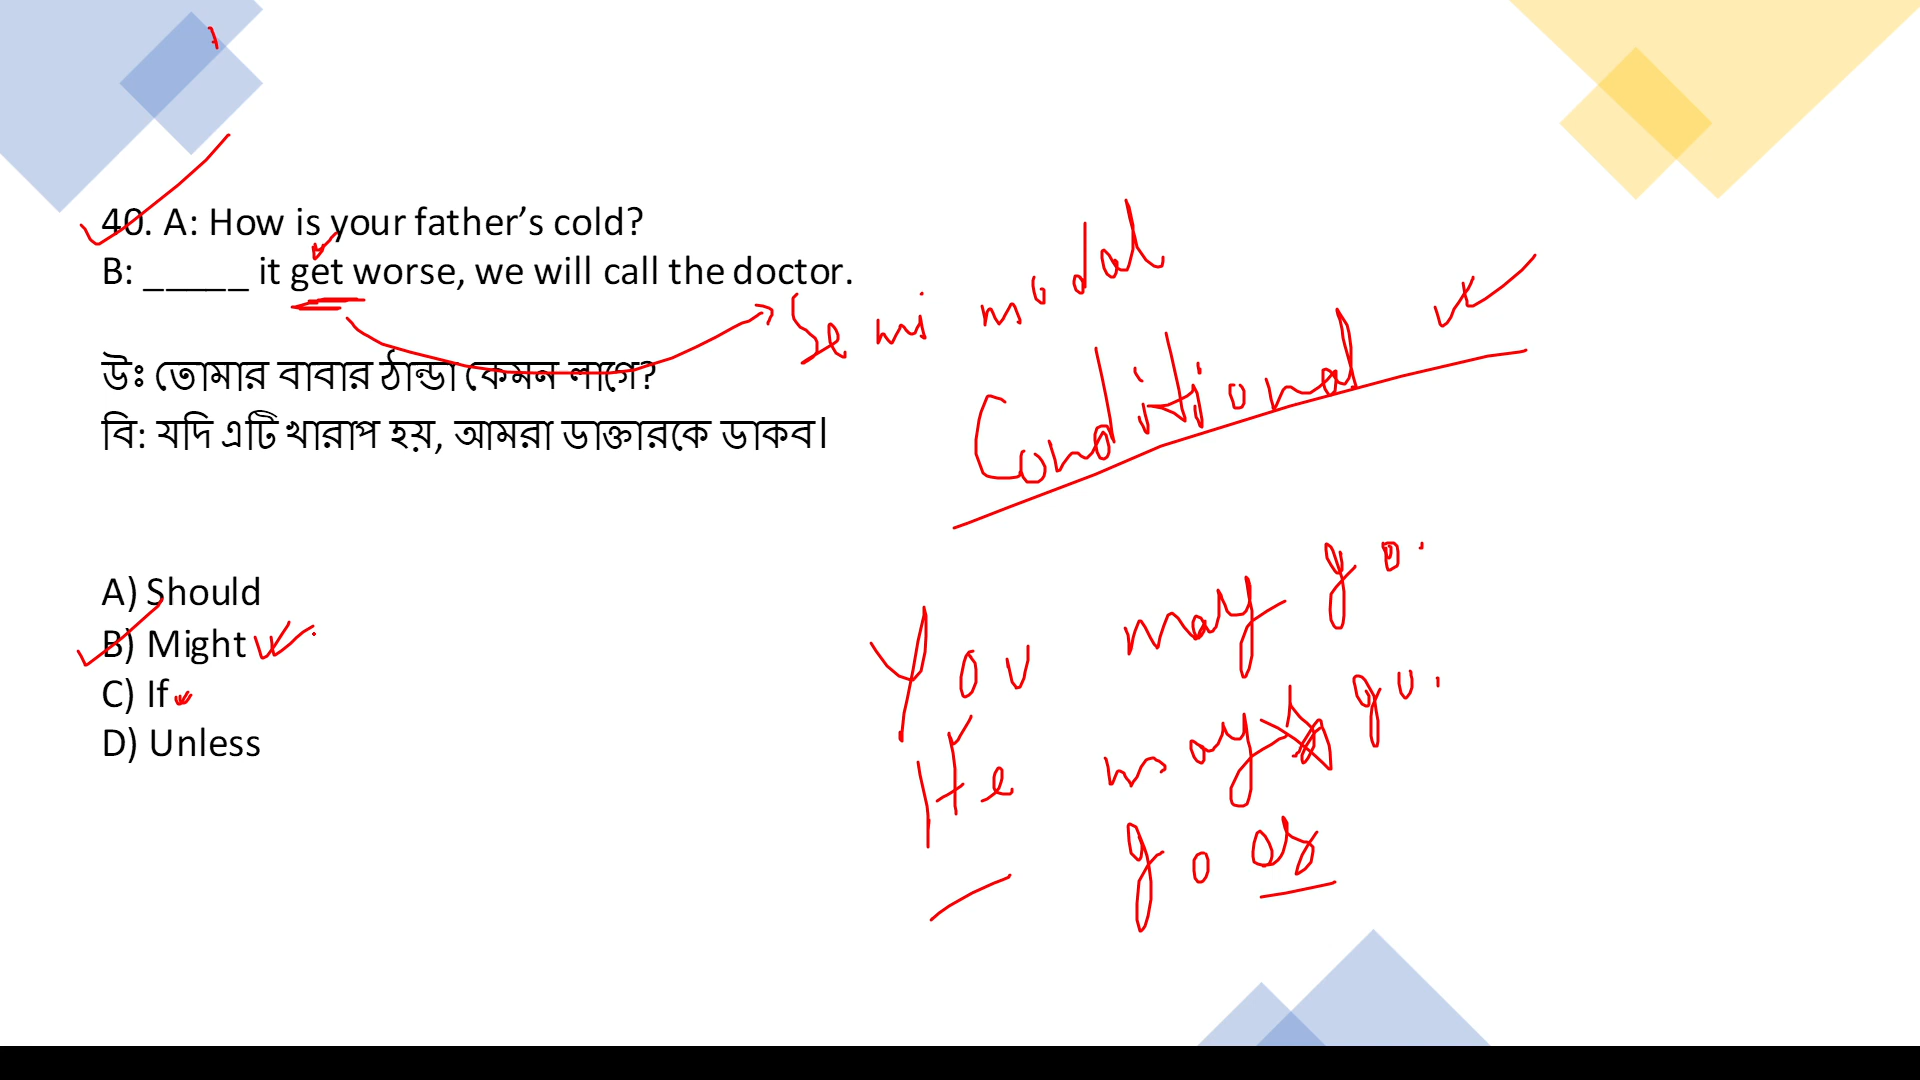 40. A: How is your father’s cold?
B: _____ it get worse, we will call the doctor.
উঃ তোমার বাবার ঠান্ডা কেমন লাগে?
বি: যদি এটি খারাপ হয়, আমরা ডাক্তারকে ডাকব।
A) Should
B) Might
C) If
D) Unless
Semi modal
Conditional
You may go.
He may go.
goes